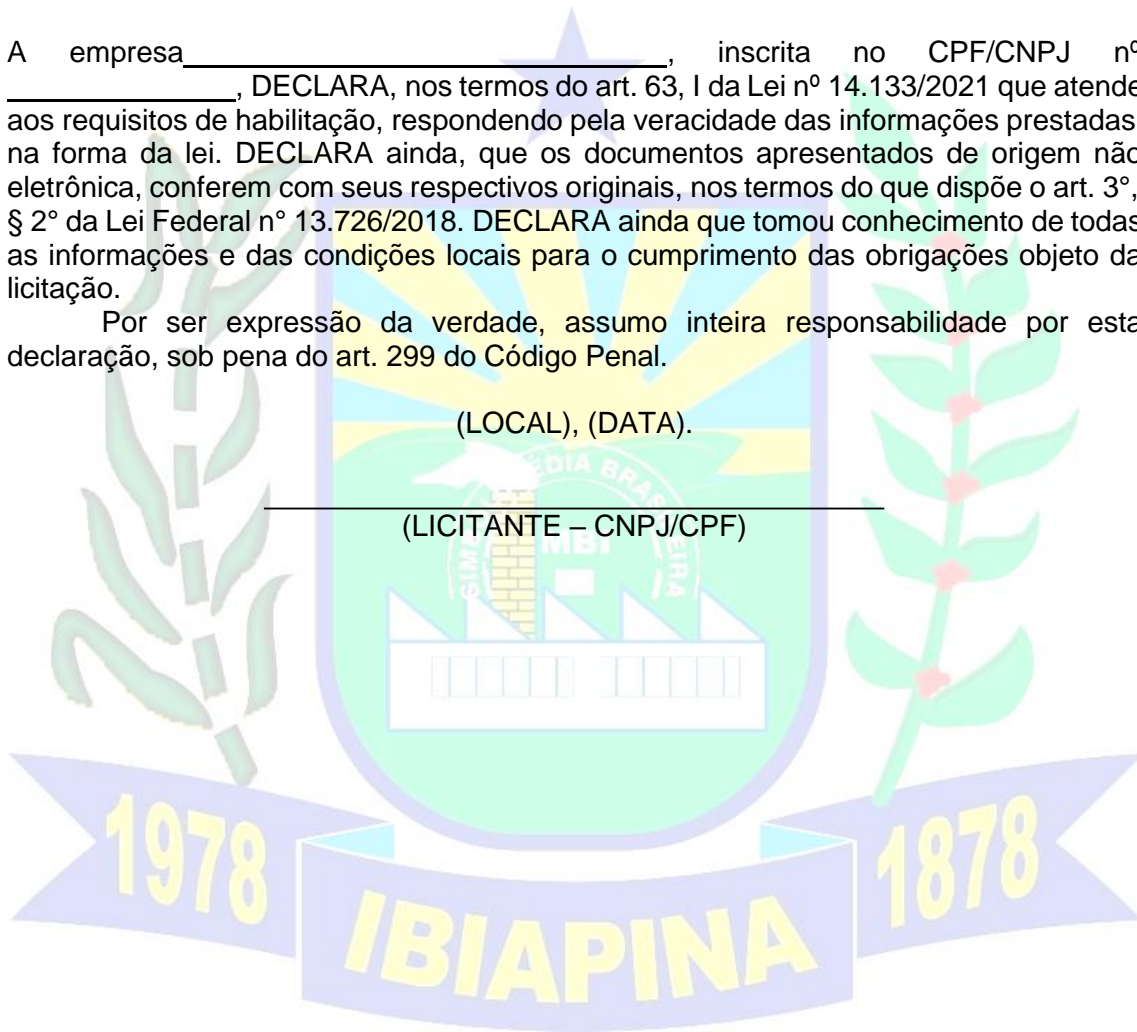 A empresa________________________________, inscrita no CPF/CNPJ nº
_______________, DECLARA, nos termos do art. 63, I da Lei nº 14.133/2021 que atende
aos requisitos de habilitação, respondendo pela veracidade das informações prestadas
na forma da lei. DECLARA ainda, que os documentos apresentados de origem não
eletrônica, conferem com seus respectivos originais, nos termos do que dispõe o art. 3°,
§ 2° da Lei Federal n° 13.726/2018. DECLARA ainda que tomou conhecimento de todas
as informações e das condições locais para o cumprimento das obrigações objeto da
licitação.
Por ser expressão da verdade, assumo inteira responsabilidade por esta
declaração, sob pena do art. 299 do Código Penal.
(LOCAL), (DATA).
_________________________________________
(LICITANTE – CNPJ/CPF)
MBI
1978
IBIAPINA
1878